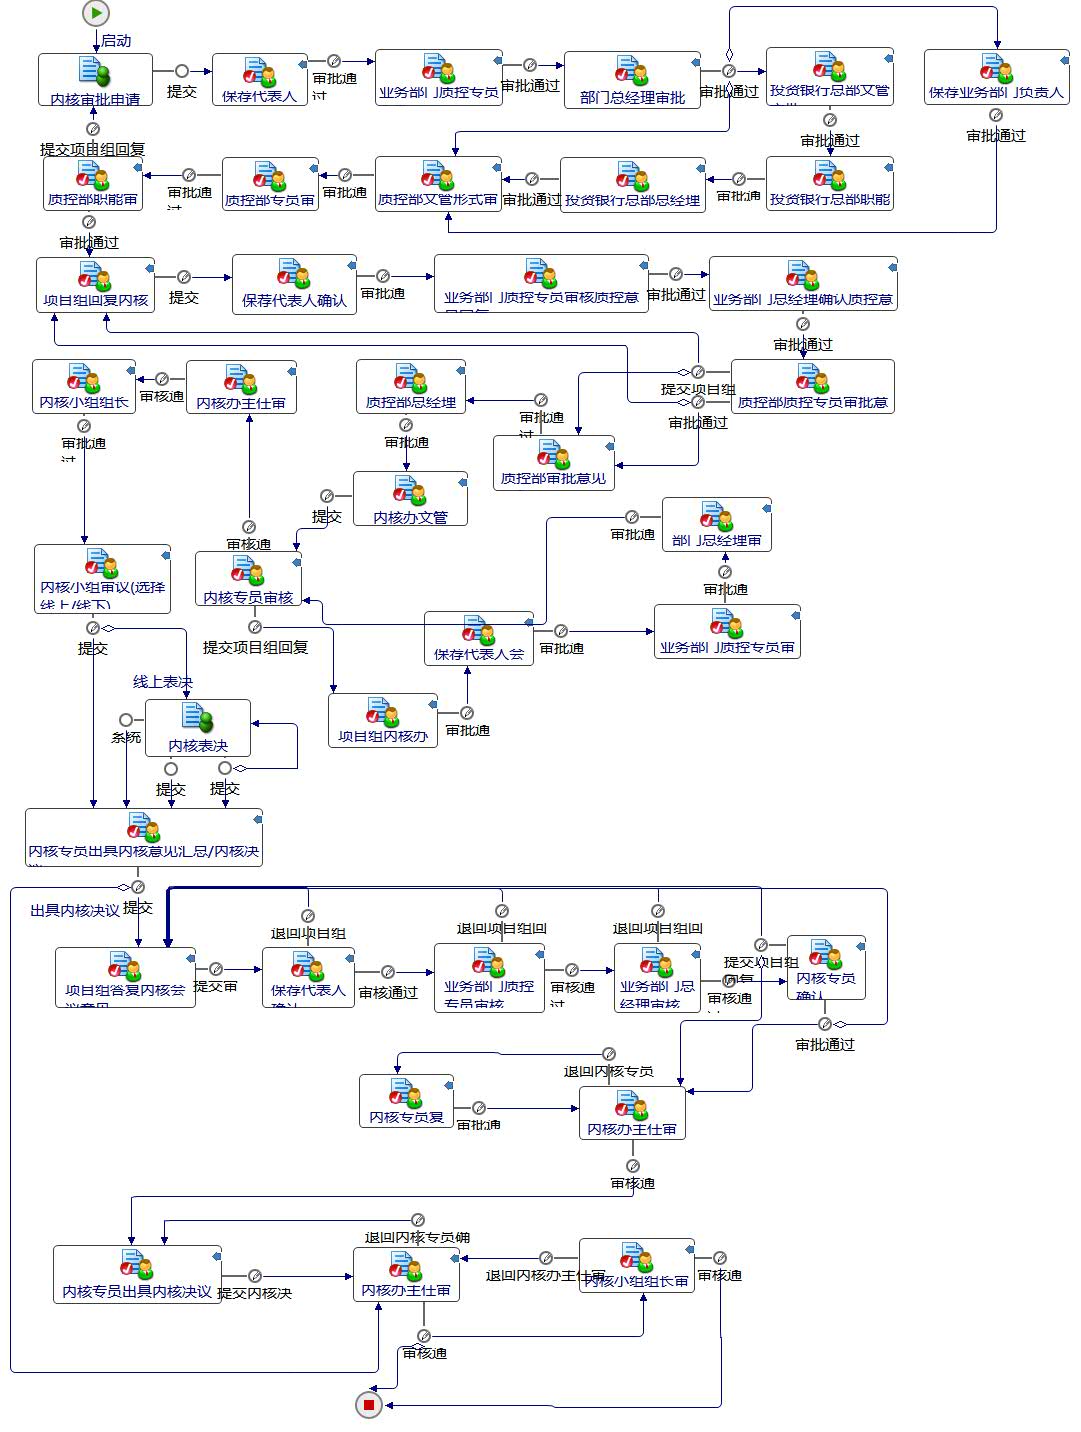 启动
内核审批申请
提交
保存代表人
审批通
过
业务部门质控专员
审批通过
部门总经理审批
审批通过
投资银行总部文管
保荐业务部门负责人
审批通过
审批通过
提交项目组回复
质控部职能审
审批通
过
质控部专员审
审批通
质控部文管形式审
审批通过
投资银行总部总经理
审批通
投资银行总部职能
审批通过
项目组回复内核
提交
保存代表人确认
审批通
业务部门质控专员审核质控意
见回复
审批通过
业务部门总经理确认质控意
审批通过
内核小组组长
审核通
内核办主任审
质控部总经理
审批通
过
提交项目组
审批通过
质控部质控专员审批意
审批通
过
审批通
质控部审批意见
提交
内核办文管
审核通
审批通
部门总经理审
内核小组审议(选择
线上/线下)
内核专员审核
审批通
提交
提交项目组回复
保荐代表人会
审批通
业务部门质控专员审
线上表决
系统
内核表决
项目组内核办
审批通
提交
提交
内核专员出具内核意见汇总/内核决
议
出具内核决议
提交
退回项目组
退回项目组回
退回项目组回
项目组答复内核会
议意见
提交审
保荐代表人
确认
审核通过
业务部门质控
专员审核
审核通
过
业务部门总
经理审核
审核通
过
提交项目组
回复
内核专员
确认
审批通过
退回内核专员
内核专员复
审批通
内核办主任审
审核通
退回内核专员确
内核专员出具内核决议
提交内核决
内核办主任审
退回内核办主任审
内核小组组长审
审核通
审核通